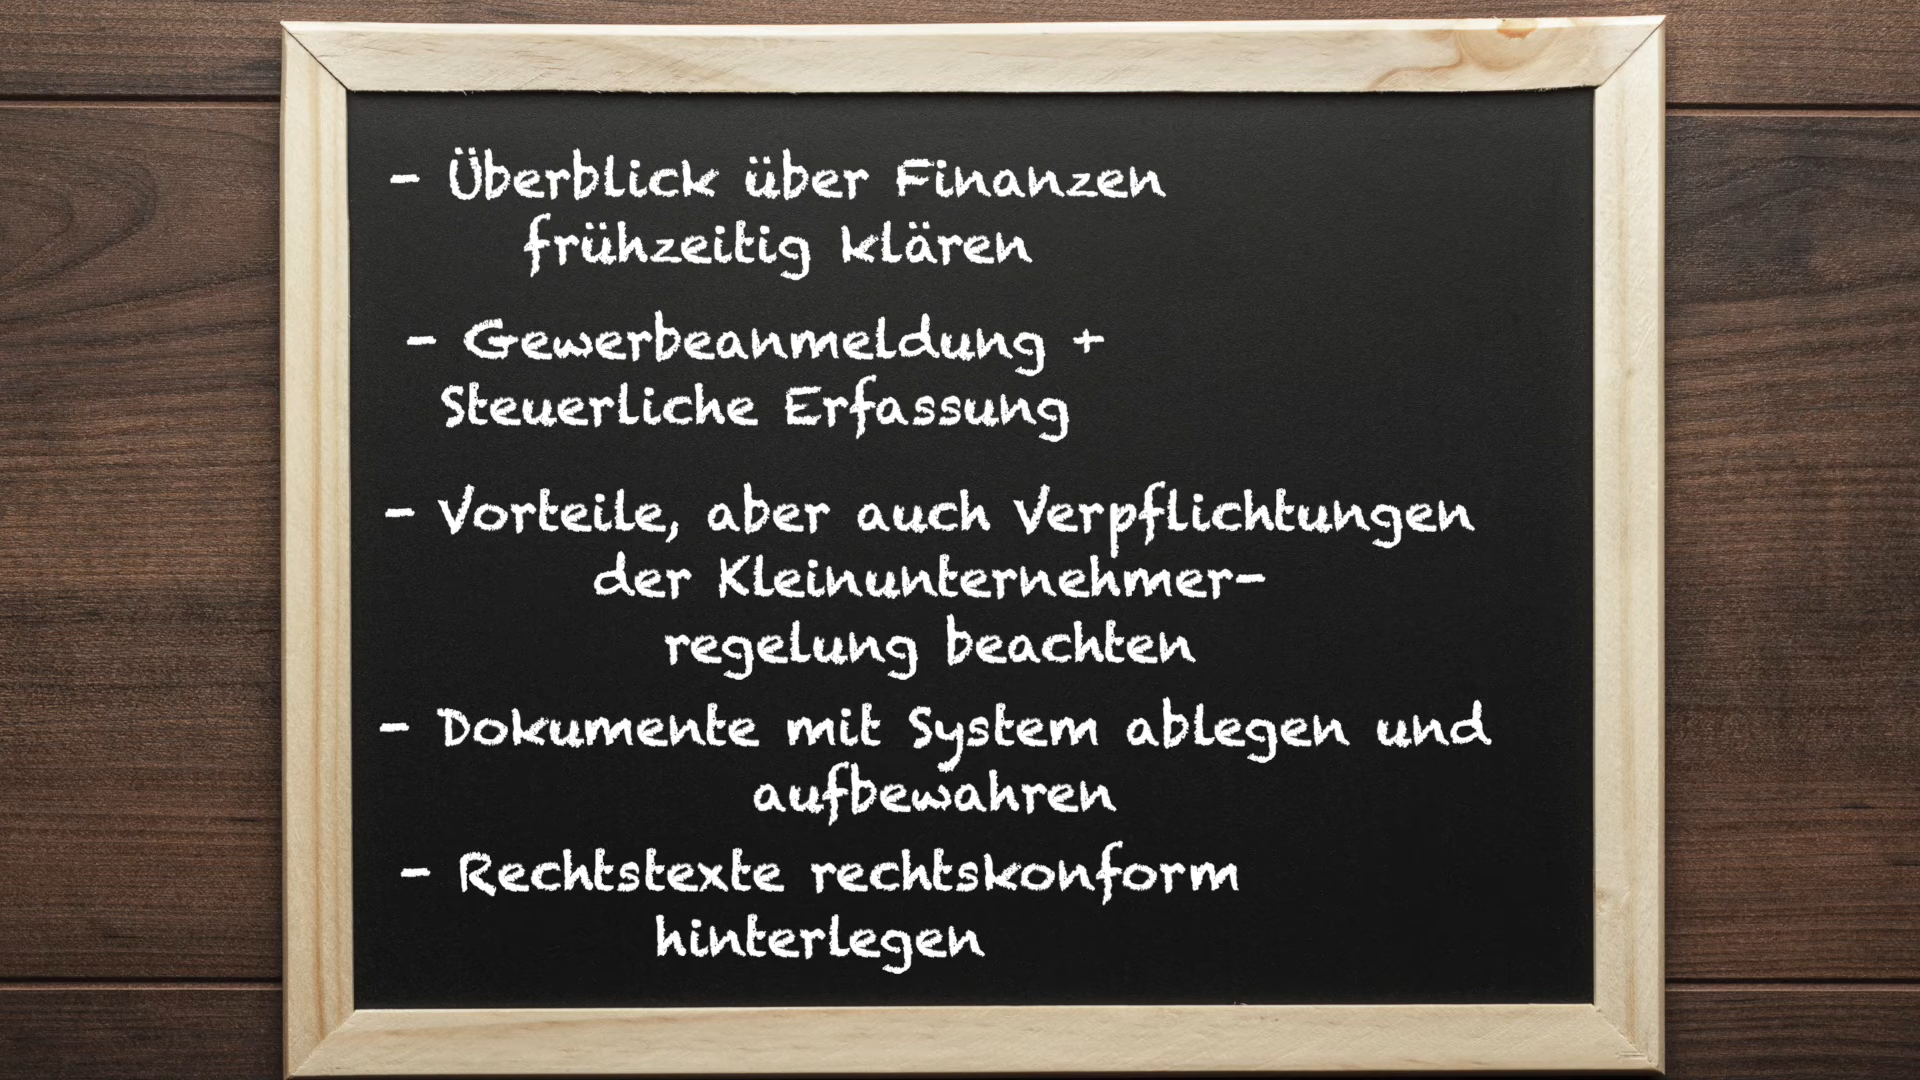 - Überblick über Finanzen
frühzeitig klären
- Gewerbeanmeldung +
Steuerliche Erfassung
- Vorteile, aber auch Verpflichtungen
der Kleinunternehmer-
regelung beachten
- Dokumente mit System ablegen und
aufbewahren
- Rechtstexte rechtskonform
hinterlegen